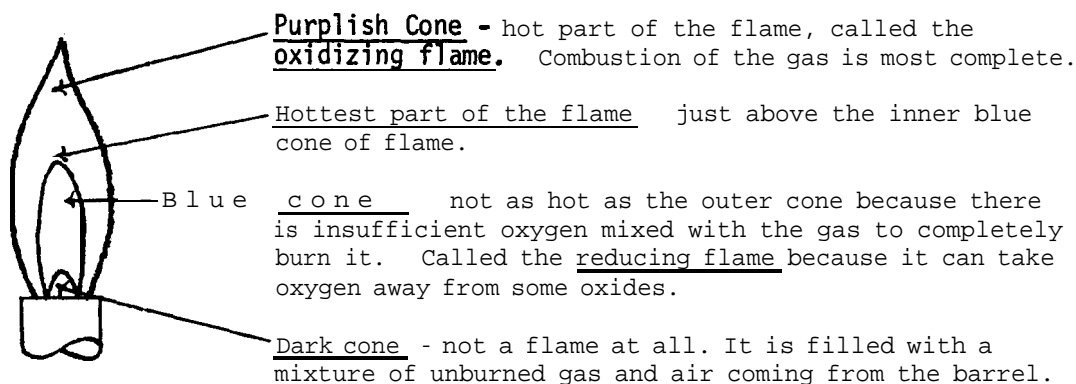 Purplish Cone - hot part of the flame, called the
oxidizing flame. Combustion of the gas is most complete.
Hottest part of the flame just above the inner blue
cone of flame.
Blue cone not as hot as the outer cone because there
is insufficient oxygen mixed with the gas to completely
burn it. Called the reducing flame because it can take
oxygen away from some oxides.
Dark cone - not a flame at all. It is filled with a
mixture of unburned gas and air coming from the barrel.